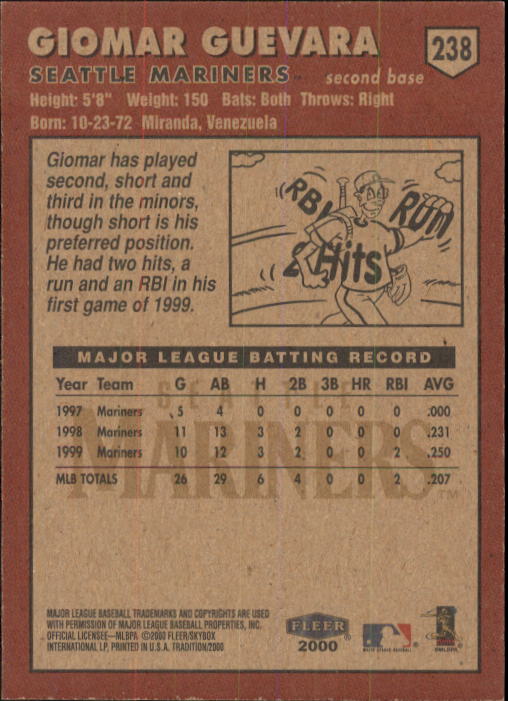 GIOMAR GUEVARA
238
SEATTLE MARINERS™ second base
Height: 5'8" Weight: 150 Bats: Both Throws: Right
Born: 10-23-72 Miranda, Venezuela
Giomar has played
second, short and
third in the minors,
though short is his
preferred position.
He had two hits, a
run and an RBI in his
first game of 1999.
RBI RUN
2 Hits
MAJOR LEAGUE BATTING RECORD
Year Team G AB H 2B 3B HR RBI AVG
SEATTLE
1997 Mariners 5 4 0 0 0 0 0 .000
1998 Mariners 11 13 3 2 0 0 0 .231
1999 Mariners 10 12 3 2 0 0 2 .250
MARINERS™
MLB TOTALS 26 29 6 4 0 0 2 .207
MAJOR LEAGUE BASEBALL TRADEMARKS AND COPYRIGHTS ARE USED
WITH PERMISSION OF MAJOR LEAGUE BASEBALL PROPERTIES, INC.
OFFICIAL LICENSEE—MLBPA ©2000 FLEER/SKYBOX
INTERNATIONAL LP, PRINTED IN U.S.A. TRADITION/2000
FLEER
2000
MAJOR LEAGUE BASEBALL
©MLBPA